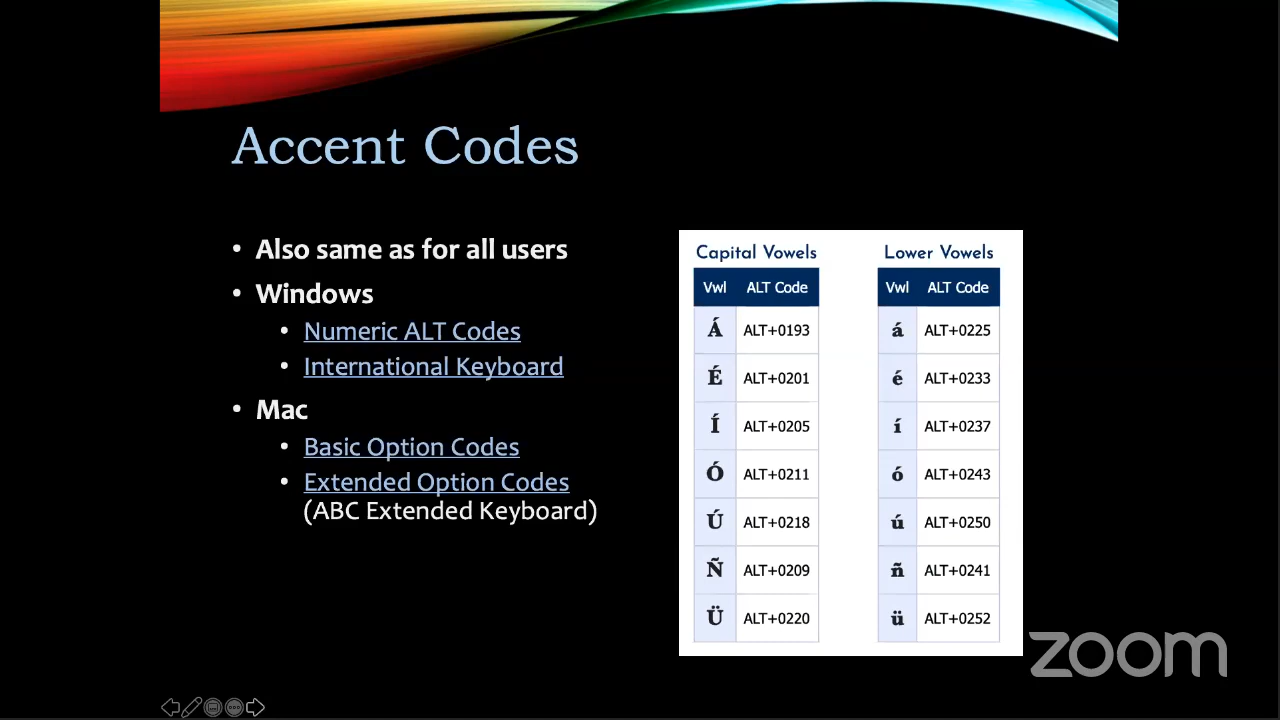 Accent Codes
• Also same as for all users
• Windows
• Numeric ALT Codes
• International Keyboard
• Mac
• Basic Option Codes
• Extended Option Codes
(ABC Extended Keyboard)
Capital Vowels
Vwl ALT Code
Á ALT+0193
É ALT+0201
Í ALT+0205
Ó ALT+0211
Ú ALT+0218
Ñ ALT+0209
Ü ALT+0220
Lower Vowels
Vwl ALT Code
á ALT+0225
é ALT+0233
í ALT+0237
ó ALT+0243
ú ALT+0250
ñ ALT+0241
ü ALT+0252
zoom